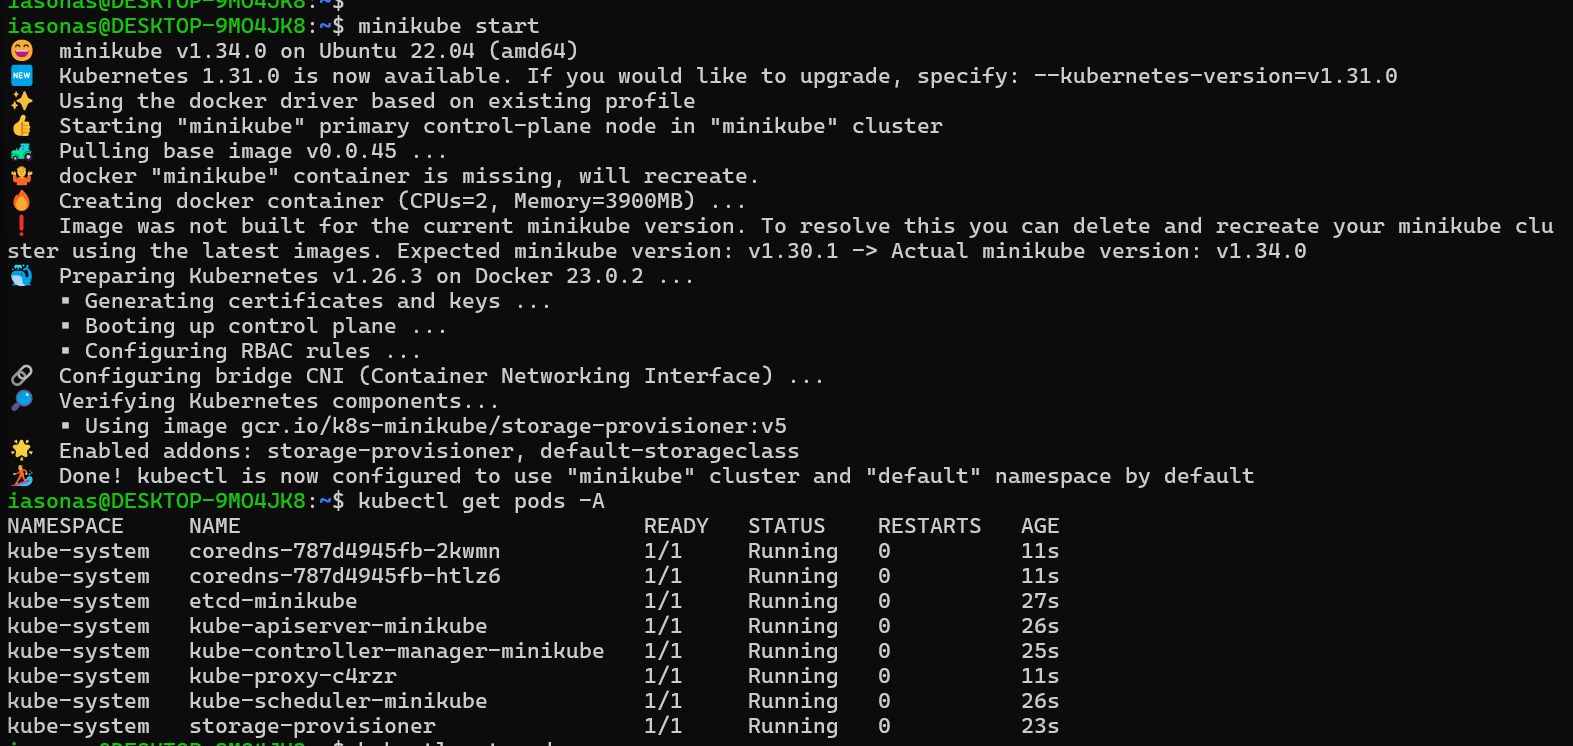 iasonas@DESKTOP-9MO4JK8:~$
iasonas@DESKTOP-9MO4JK8:~$ minikube start
😄  minikube v1.34.0 on Ubuntu 22.04 (amd64)
🆕  Kubernetes 1.31.0 is now available. If you would like to upgrade, specify: --kubernetes-version=v1.31.0
✨  Using the docker driver based on existing profile
👍  Starting "minikube" primary control-plane node in "minikube" cluster
🚜  Pulling base image v0.0.45 ...
🤷  docker "minikube" container is missing, will recreate.
🔥  Creating docker container (CPUs=2, Memory=3900MB) ...
❗  Image was not built for the current minikube version. To resolve this you can delete and recreate your minikube clu
ster using the latest images. Expected minikube version: v1.30.1 -> Actual minikube version: v1.34.0
🐳  Preparing Kubernetes v1.26.3 on Docker 23.0.2 ...
    ▪ Generating certificates and keys ...
    ▪ Booting up control plane ...
    ▪ Configuring RBAC rules ...
🔗  Configuring bridge CNI (Container Networking Interface) ...
🔎  Verifying Kubernetes components...
    ▪ Using image gcr.io/k8s-minikube/storage-provisioner:v5
🌟  Enabled addons: storage-provisioner, default-storageclass
🏄  Done! kubectl is now configured to use "minikube" cluster and "default" namespace by default
iasonas@DESKTOP-9MO4JK8:~$ kubectl get pods -A
NAMESPACE     NAME                               READY   STATUS    RESTARTS   AGE
kube-system   coredns-787d4945fb-2kwmn           1/1     Running   0          11s
kube-system   coredns-787d4945fb-htlz6           1/1     Running   0          11s
kube-system   etcd-minikube                      1/1     Running   0          27s
kube-system   kube-apiserver-minikube            1/1     Running   0          26s
kube-system   kube-controller-manager-minikube   1/1     Running   0          25s
kube-system   kube-proxy-c4rzr                   1/1     Running   0          11s
kube-system   kube-scheduler-minikube            1/1     Running   0          26s
kube-system   storage-provisioner                1/1     Running   0          23s